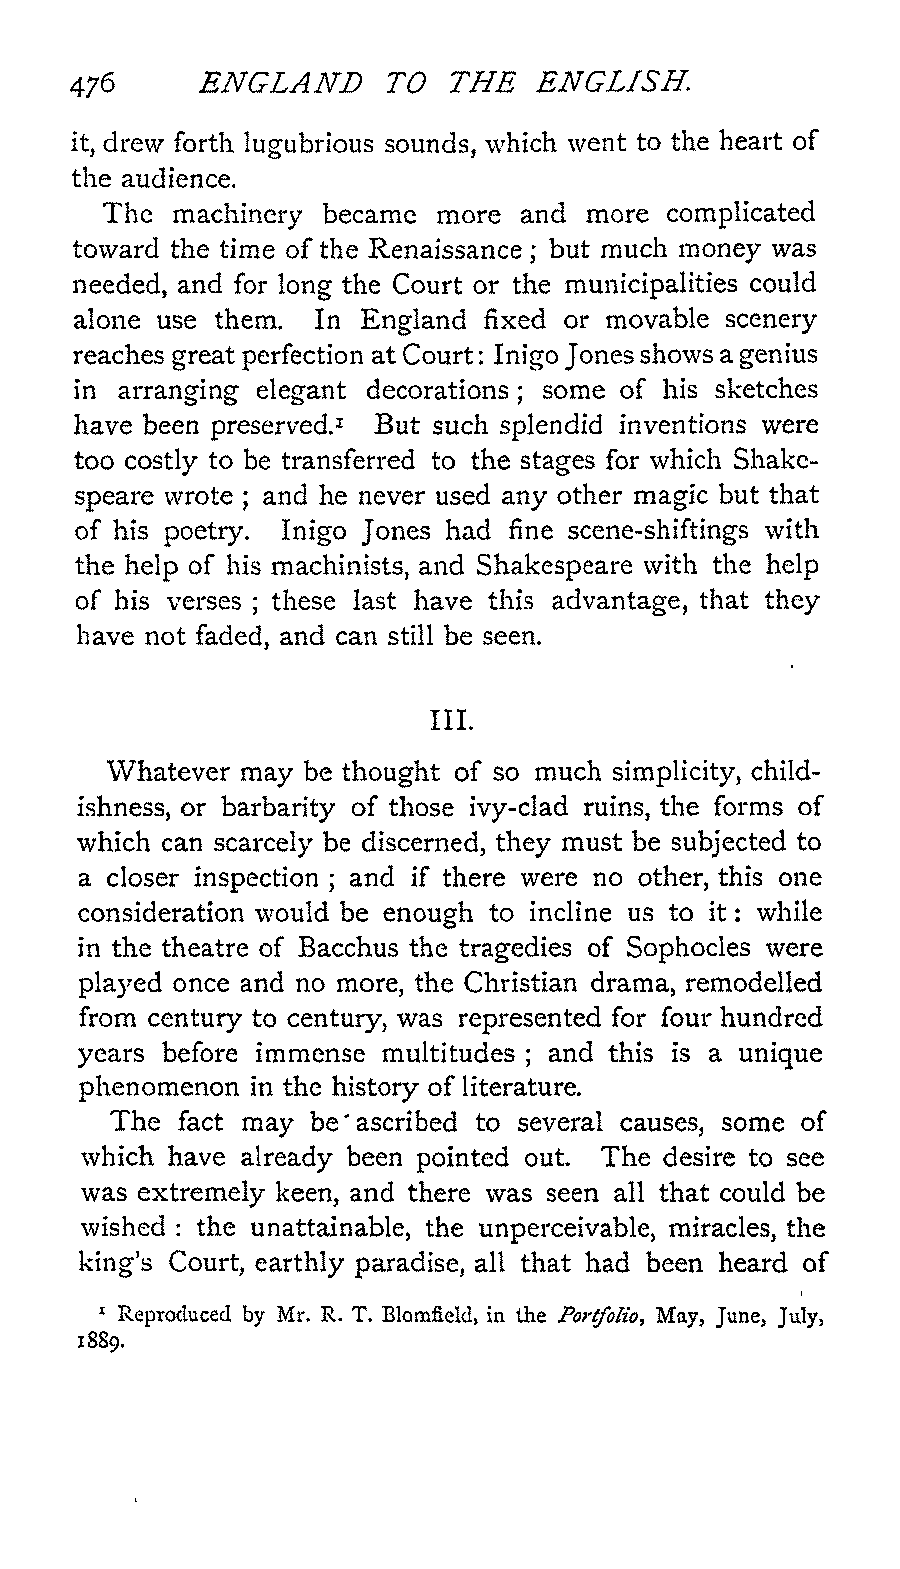 476 ENGLAND TO THE ENGLISH.
it, drew forth lugubrious sounds, which went to the heart of
the audience.
The machinery became more and more complicated
toward the time of the Renaissance ; but much money was
needed, and for long the Court or the municipalities could
alone use them. In England fixed or movable scenery
reaches great perfection at Court: Inigo Jones shows a genius
in arranging elegant decorations ; some of his sketches
have been preserved.¹ But such splendid inventions were
too costly to be transferred to the stages for which Shake-
speare wrote ; and he never used any other magic but that
of his poetry. Inigo Jones had fine scene-shiftings with
the help of his machinists, and Shakespeare with the help
of his verses ; these last have this advantage, that they
have not faded, and can still be seen.
III.
Whatever may be thought of so much simplicity, child-
ishness, or barbarity of those ivy-clad ruins, the forms of
which can scarcely be discerned, they must be subjected to
a closer inspection ; and if there were no other, this one
consideration would be enough to incline us to it : while
in the theatre of Bacchus the tragedies of Sophocles were
played once and no more, the Christian drama, remodelled
from century to century, was represented for four hundred
years before immense multitudes ; and this is a unique
phenomenon in the history of literature.
The fact may be ascribed to several causes, some of
which have already been pointed out. The desire to see
was extremely keen, and there was seen all that could be
wished : the unattainable, the unperceivable, miracles, the
king's Court, earthly paradise, all that had been heard of
¹ Reproduced by Mr. R. T. Blomfield, in the Portfolio, May, June, July,
1889.